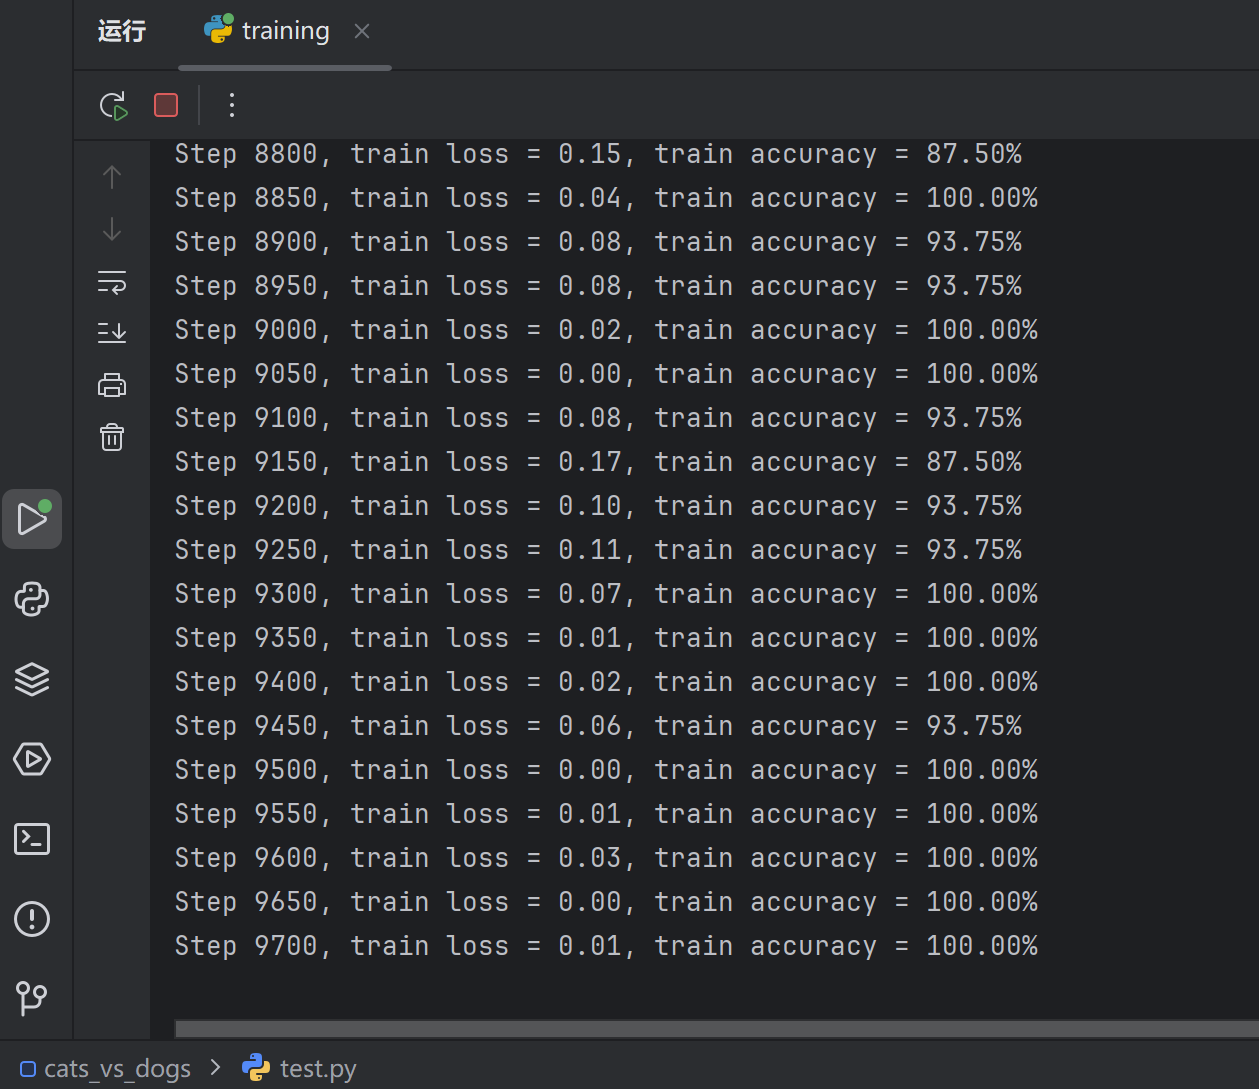 运行 training
Step 8800, train loss = 0.15, train accuracy = 87.50%
Step 8850, train loss = 0.04, train accuracy = 100.00%
Step 8900, train loss = 0.08, train accuracy = 93.75%
Step 8950, train loss = 0.08, train accuracy = 93.75%
Step 9000, train loss = 0.02, train accuracy = 100.00%
Step 9050, train loss = 0.00, train accuracy = 100.00%
Step 9100, train loss = 0.08, train accuracy = 93.75%
Step 9150, train loss = 0.17, train accuracy = 87.50%
Step 9200, train loss = 0.10, train accuracy = 93.75%
Step 9250, train loss = 0.11, train accuracy = 93.75%
Step 9300, train loss = 0.07, train accuracy = 100.00%
Step 9350, train loss = 0.01, train accuracy = 100.00%
Step 9400, train loss = 0.02, train accuracy = 100.00%
Step 9450, train loss = 0.06, train accuracy = 93.75%
Step 9500, train loss = 0.00, train accuracy = 100.00%
Step 9550, train loss = 0.01, train accuracy = 100.00%
Step 9600, train loss = 0.03, train accuracy = 100.00%
Step 9650, train loss = 0.00, train accuracy = 100.00%
Step 9700, train loss = 0.01, train accuracy = 100.00%
cats_vs_dogs > test.py